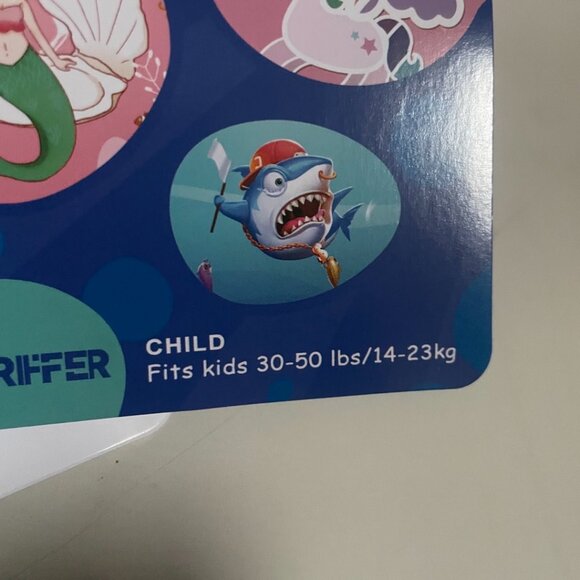 RIFFER
CHILD
Fits kids 30-50 lbs/14-23kg